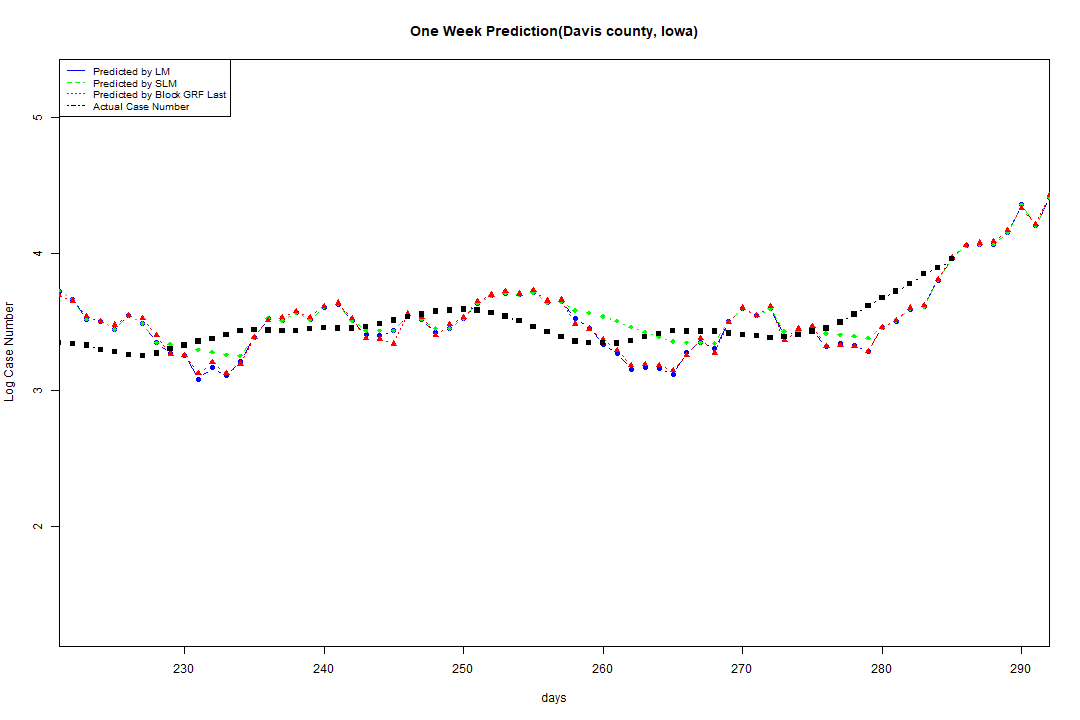 One Week Prediction(Davis county, Iowa)
Predicted by LM
Predicted by SLM
Predicted by Block GRF Last
Actual Case Number
5
4
3
2
Log Case Number
230 240 250 260 270 280 290
days